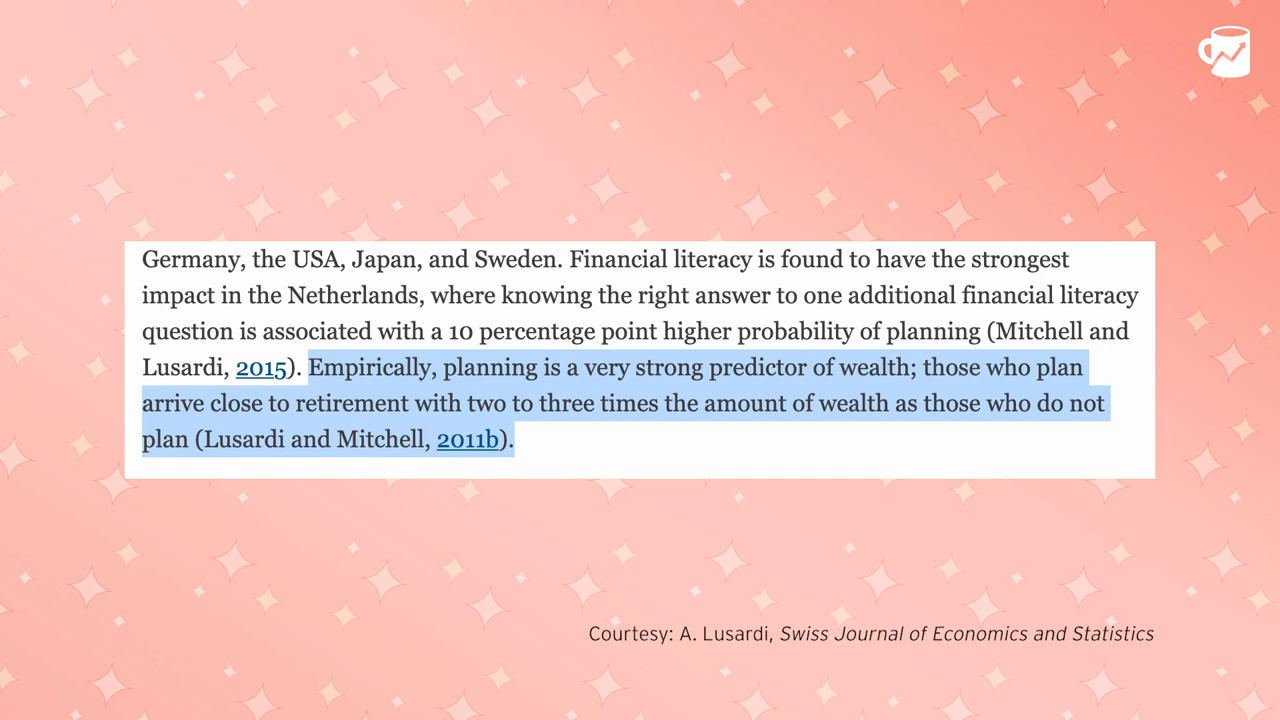 Germany, the USA, Japan, and Sweden. Financial literacy is found to have the strongest
impact in the Netherlands, where knowing the right answer to one additional financial literacy
question is associated with a 10 percentage point higher probability of planning (Mitchell and
Lusardi, 2015). Empirically, planning is a very strong predictor of wealth; those who plan
arrive close to retirement with two to three times the amount of wealth as those who do not
plan (Lusardi and Mitchell, 2011b).
Courtesy: A. Lusardi, Swiss Journal of Economics and Statistics